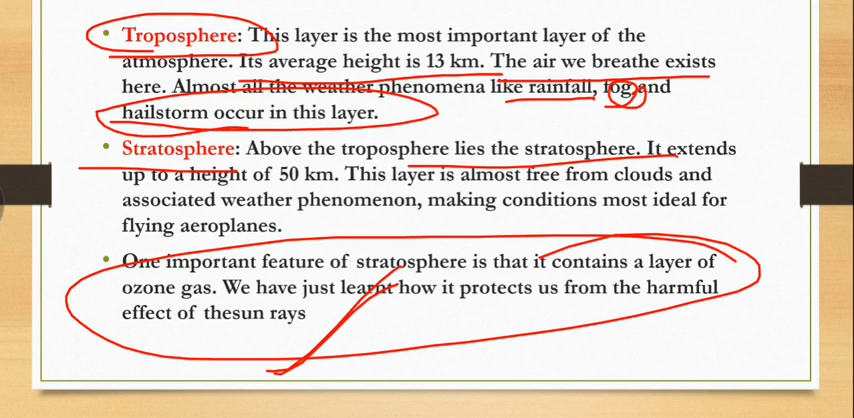 • Troposphere: This layer is the most important layer of the
atmosphere. Its average height is 13 km. The air we breathe exists
here. Almost all the weather phenomena like rainfall, fog and
hailstorm occur in this layer.
• Stratosphere: Above the troposphere lies the stratosphere. It extends
up to a height of 50 km. This layer is almost free from clouds and
associated weather phenomenon, making conditions most ideal for
flying aeroplanes.
• One important feature of stratosphere is that it contains a layer of
ozone gas. We have just learnt how it protects us from the harmful
effect of thesun rays